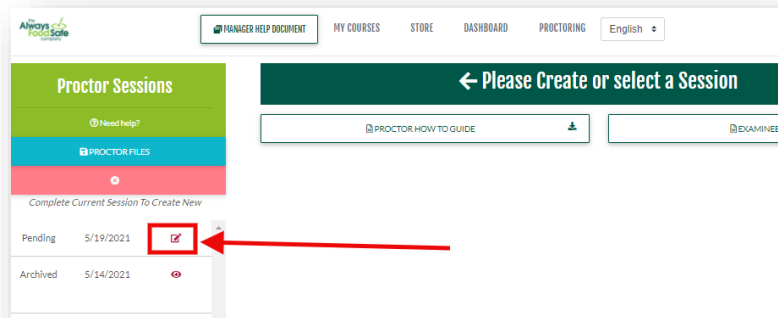 the
Always
Food Safe
company
MANAGER HELP DOCUMENT
MY COURSES
STORE
DASHBOARD
PROCTORING
English
Proctor Sessions
Need help?
PROCTOR FILES
Complete Current Session To Create New
Pending 5/19/2021
Archived 5/14/2021
Please Create or select a Session
PROCTOR HOW TO GUIDE
EXAMINEE